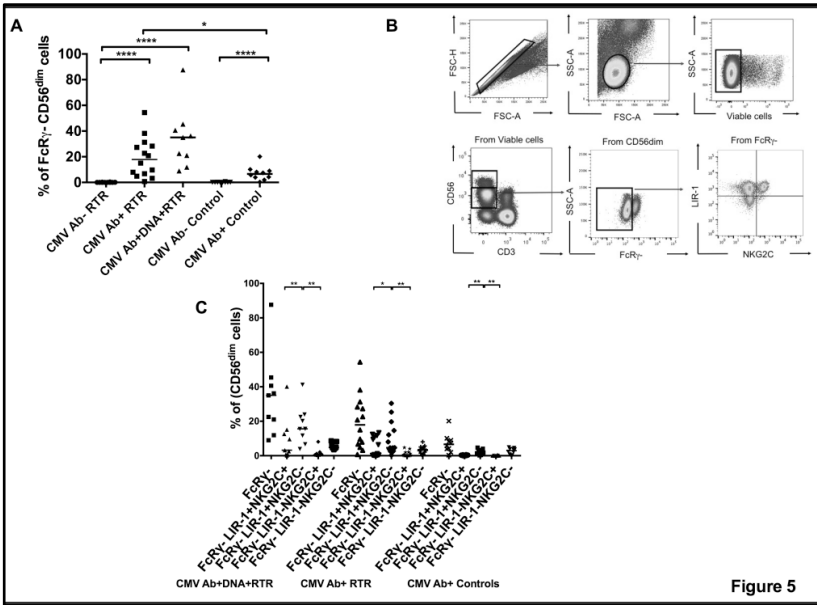 A
% of FcRγ- CD56dim cells
100
80
60
40
20
0
****
****
*
****
CMV Ab- RTR
CMV Ab+ RTR
CMV Ab+DNA+RTR
CMV Ab- Control
CMV Ab+ Control
B
FSC-H
FSC-A
SSC-A
FSC-A
SSC-A
Viable cells
From Viable cells
CD56
CD3
From CD56dim
SSC-A
FcRγ-
From FcRγ-
LIR-1
NKG2C
C
% of (CD56dim cells)
100
80
60
40
20
0
** **
* **
** **
FcRγ-
FcRγ- LIR-1+NKG2C+
FcRγ- LIR-1+NKG2C-
FcRγ- LIR-1-NKG2C+
FcRγ- LIR-1-NKG2C-
FcRγ-
FcRγ- LIR-1+NKG2C+
FcRγ- LIR-1+NKG2C-
FcRγ- LIR-1-NKG2C+
FcRγ- LIR-1-NKG2C-
FcRγ-
FcRγ- LIR-1+NKG2C+
FcRγ- LIR-1+NKG2C-
FcRγ- LIR-1-NKG2C+
FcRγ- LIR-1-NKG2C-
CMV Ab+DNA+RTR
CMV Ab+ RTR
CMV Ab+ Controls
Figure 5